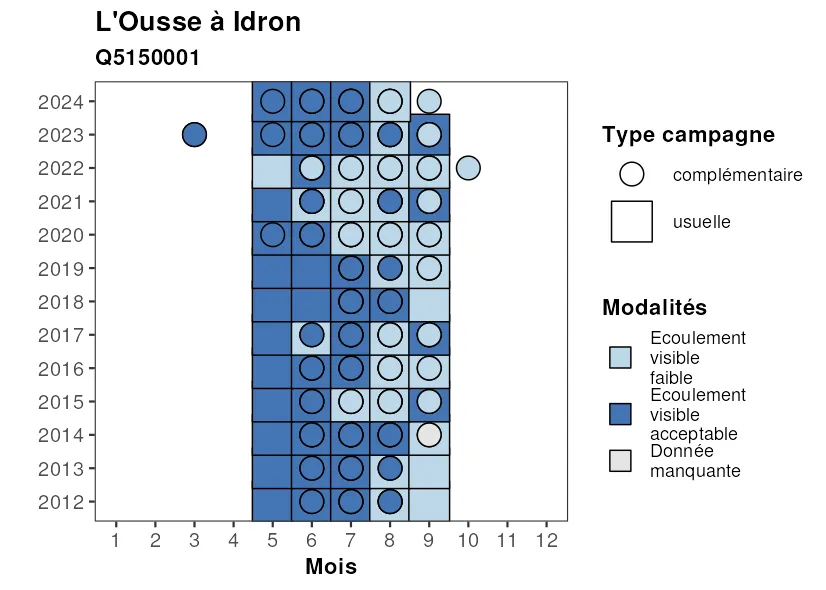 L'Ousse à Idron
Q5150001
2024
2023
2022
2021
2020
2019
2018
2017
2016
2015
2014
2013
2012
1 2 3 4 5 6 7 8 9 10 11 12
Mois
Type campagne
complémentaire
usuelle
Modalités
Ecoulement
visible
faible
Ecoulement
visible
acceptable
Donnée
manquante